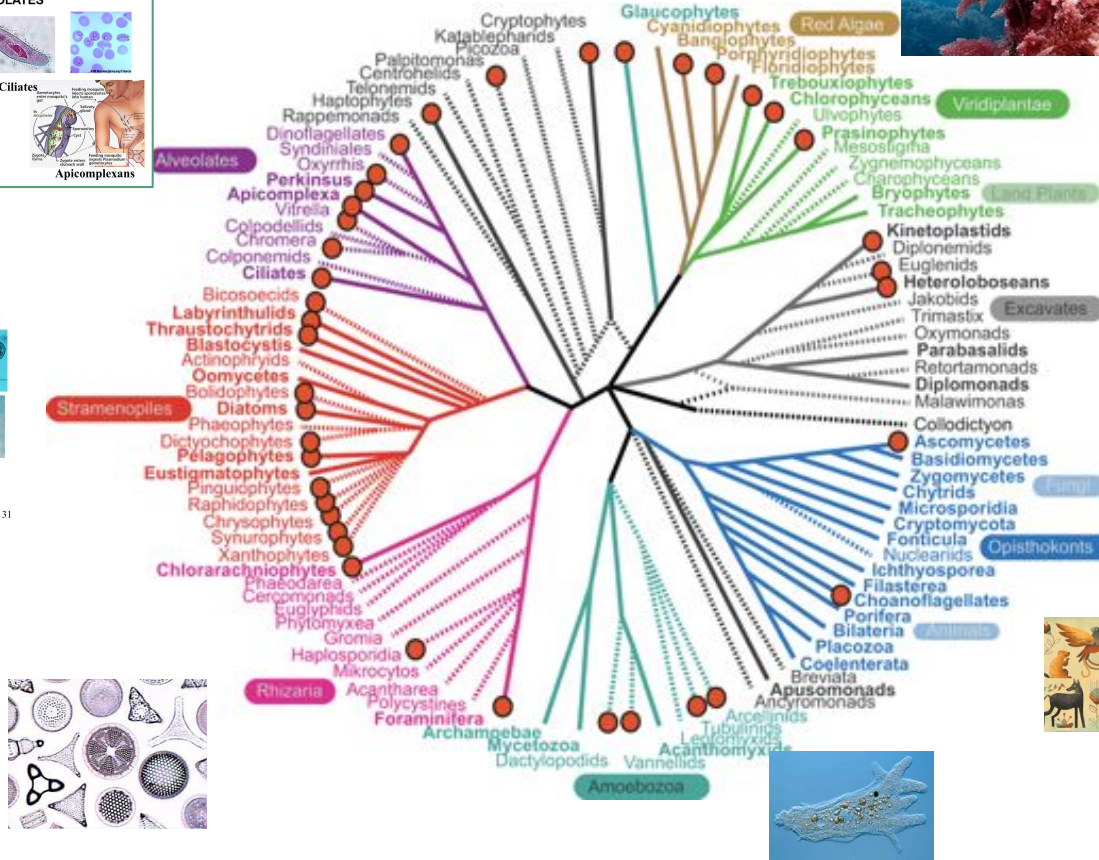 OLATES
Ciliates
Apicomplexans
Cryptophytes
Katablepharids
Picozoa
Palpitomonas
Centrohelids
Telonemids
Haptophytes
Rappemonads
Alveolates
Dinoflagellates
Syndiniales
Oxyrrhis
Perkinsus
Apicomplexa
Vitrella
Colpodellids
Chromera
Colponemids
Ciliates
Stramenopiles
Bicosoecids
Labyrinthulids
Thraustochytrids
Blastocystis
Actinophryids
Oomycetes
Bolidophytes
Diatoms
Phaeophytes
Dictyochophytes
Pelagophytes
Eustigmatophytes
Pinguiophytes
Raphidophytes
Chrysophytes
Synurophytes
Xanthophytes
31
Chlorarachniophytes
Phaeodarea
Cercomonads
Euglyphids
Phytomyxea
Gromia
Haplosporidia
Mikrocytos
Rhizaria
Acantharea
Polycystines
Foraminifera
Archamoebae
Mycetozoa
Dactylopodids
Vannellids
Amoebozoa
Acanthomyxids
Leptomyxids
Tubulinids
Arcellinids
Ancyromonads
Apusomonads
Breviata
Glaucophytes
Cyanidiophytes
Red Algae
Bangiophytes
Porphyridiophytes
Floridiophytes
Trebouxiophytes
Chlorophyceans
Viridiplantae
Ulvophytes
Prasinophytes
Mesostigma
Zygnemophyceans
Charophyceans
Bryophytes
Land Plants
Tracheophytes
Kinetoplastids
Diplonemids
Euglenids
Heteroloboseans
Jakobids
Excavates
Trimastix
Oxymonads
Parabasalids
Retortamonads
Diplomonads
Malawimonas
Collodictyon
Ascomycetes
Basidiomycetes
Zygomycetes
Fungi
Chytrids
Microsporidia
Cryptomycota
Fonticula
Opisthokonts
Nucleariids
Ichthyosporea
Filasterea
Choanoflagellates
Porifera
Bilateria
Animals
Placozoa
Coelenterata